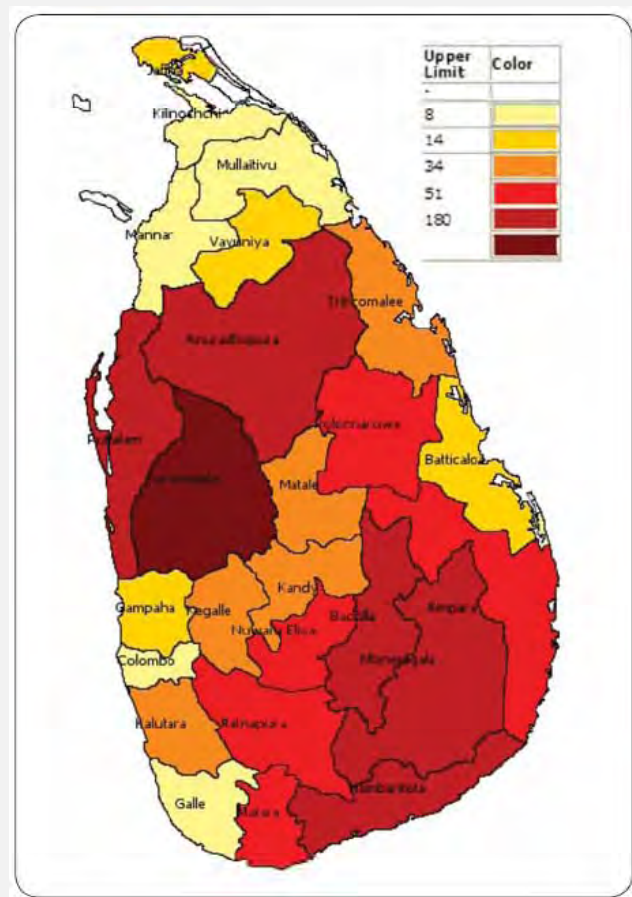 Upper Limit
Color
-
8
14
34
51
180
Jaffna
Kilinochchi
Mullaitivu
Mannar
Vavuniya
Trincomalee
Anuradhapura
Polonnaruwa
Puttalam
Batticaloa
Kurunegala
Matale
Kandy
Gampaha
Kegalle
Nuwara Eliya
Badulla
Ampara
Colombo
Moneragala
Kalutara
Ratnapura
Hambantota
Galle
Matara